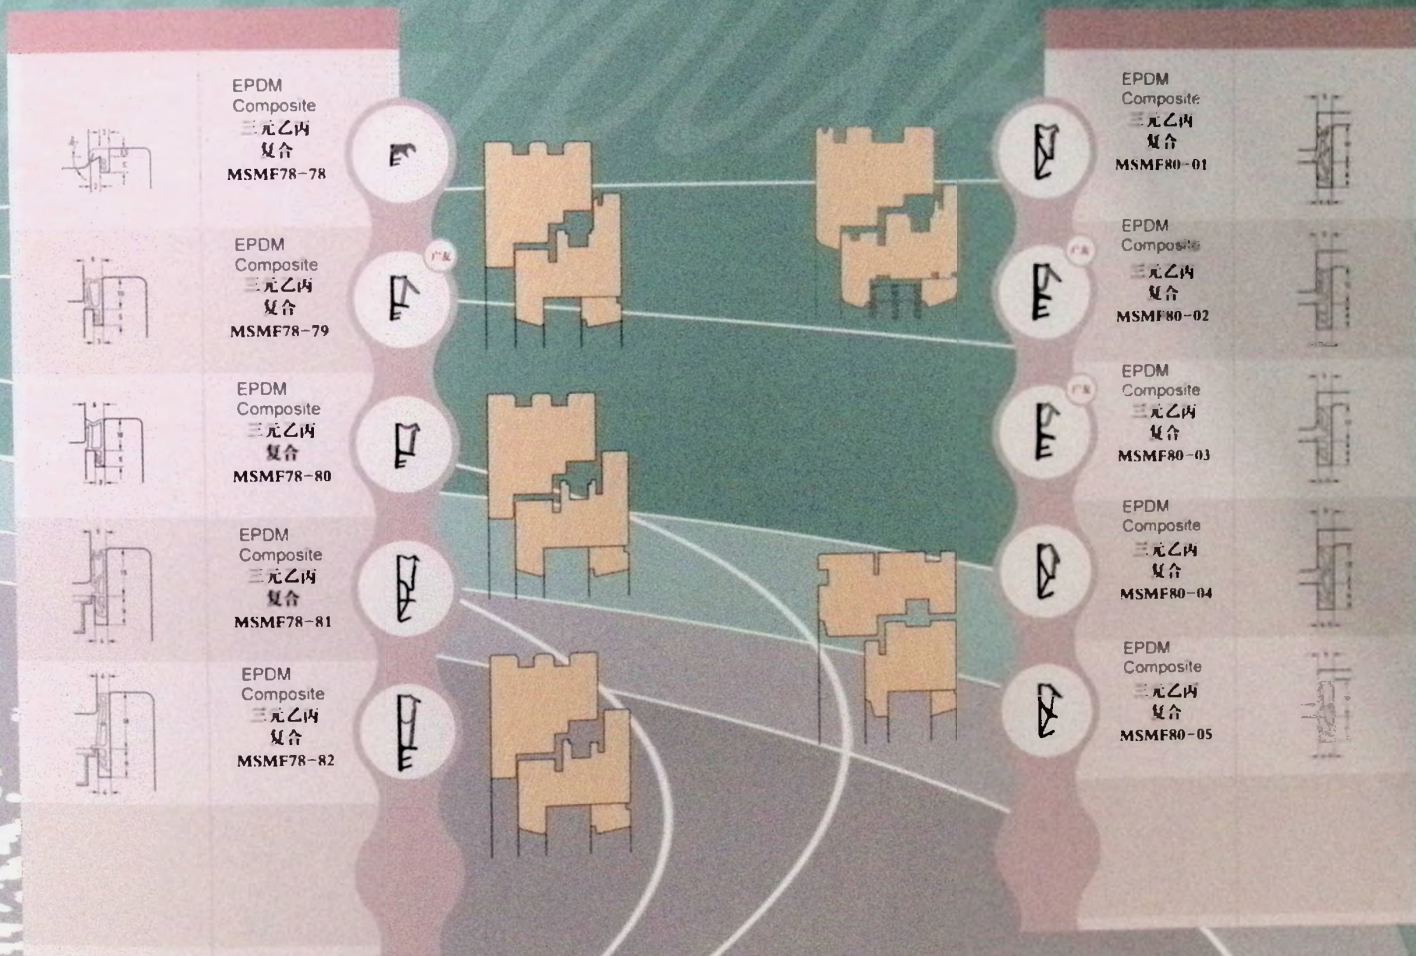 EPDM
Composite
三元乙丙
复合
MSMF78-78
EPDM
Composite
三元乙丙
复合
MSMF78-79
EPDM
Composite
三元乙丙
复合
MSMF78-80
EPDM
Composite
三元乙丙
复合
MSMF78-81
EPDM
Composite
三元乙丙
复合
MSMF78-82
EPDM
Composite
三元乙丙
复合
MSMF80-01
EPDM
Composite
三元乙丙
复合
MSMF80-02
EPDM
Composite
三元乙丙
复合
MSMF80-03
EPDM
Composite
三元乙丙
复合
MSMF80-04
EPDM
Composite
三元乙丙
复合
MSMF80-05